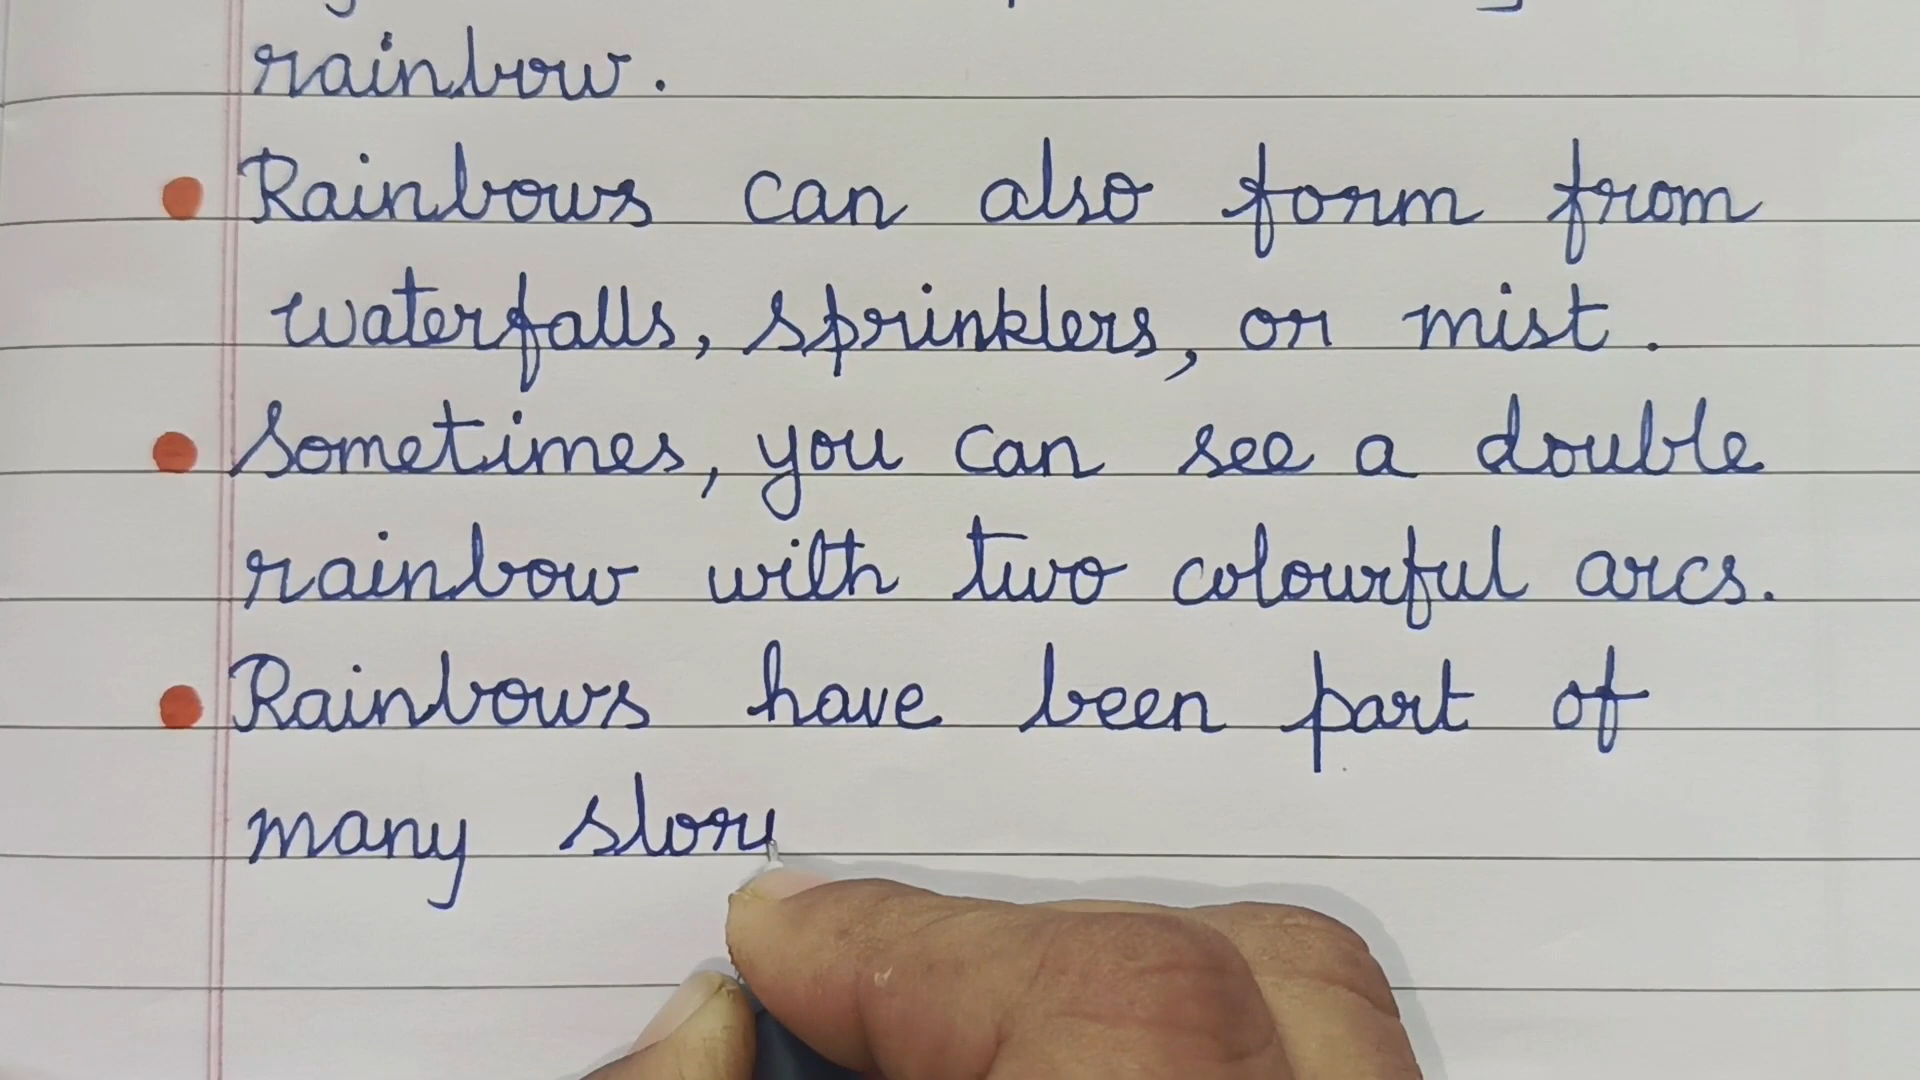 rainbow.
Rainbows can also form from
waterfalls, sprinklers, or mist.
Sometimes, you can see a double
rainbow with two colourful arcs.
Rainbows have been part of
many